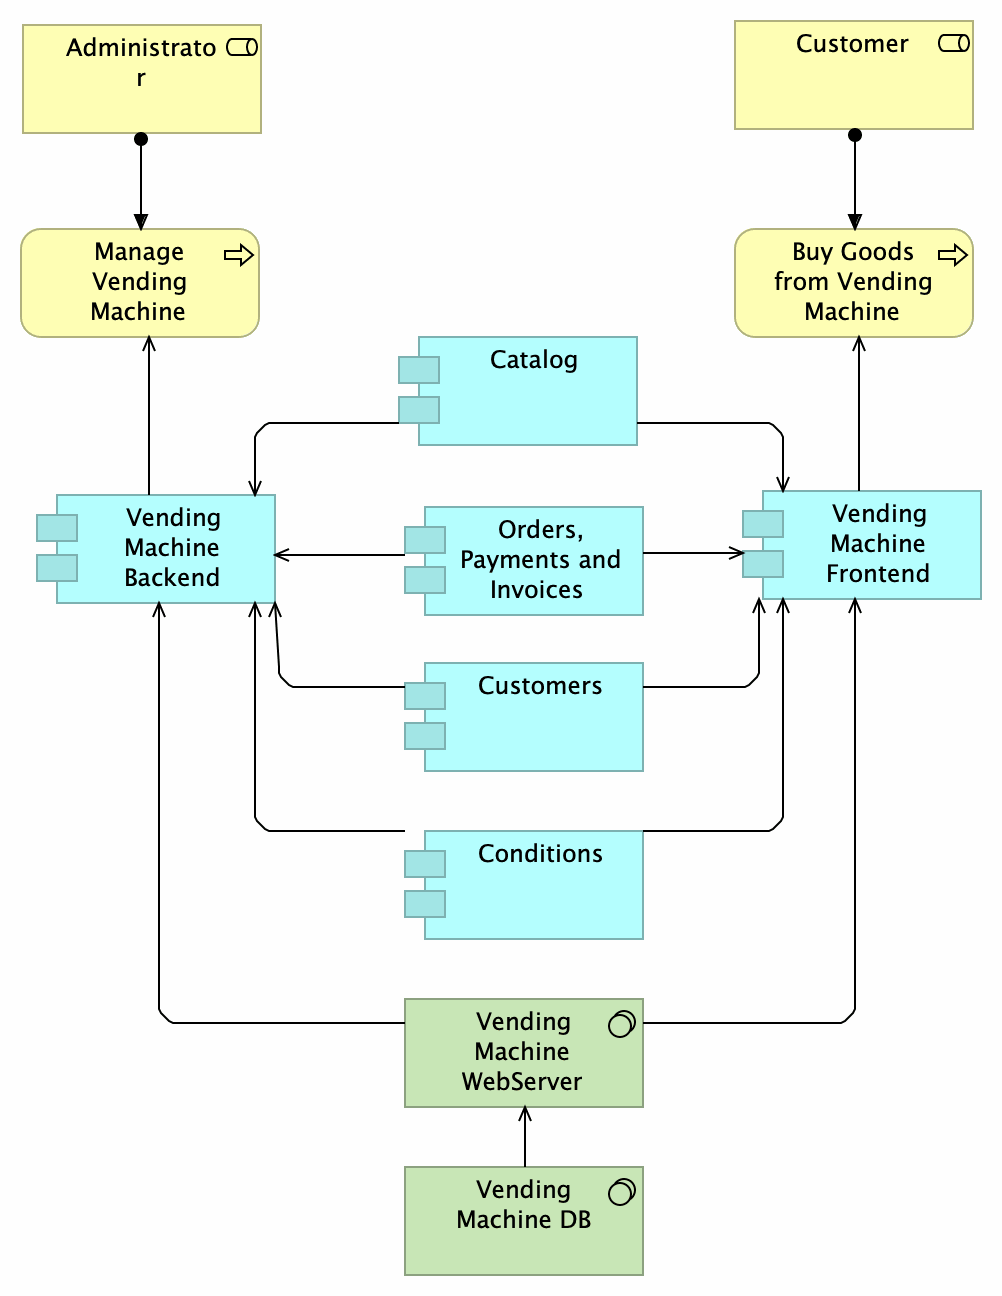 Administrato
r
Customer
Manage
Vending
Machine
Buy Goods
from Vending
Machine
Catalog
Vending
Machine
Backend
Orders,
Payments and
Invoices
Vending
Machine
Frontend
Customers
Conditions
Vending
Machine
WebServer
Vending
Machine DB